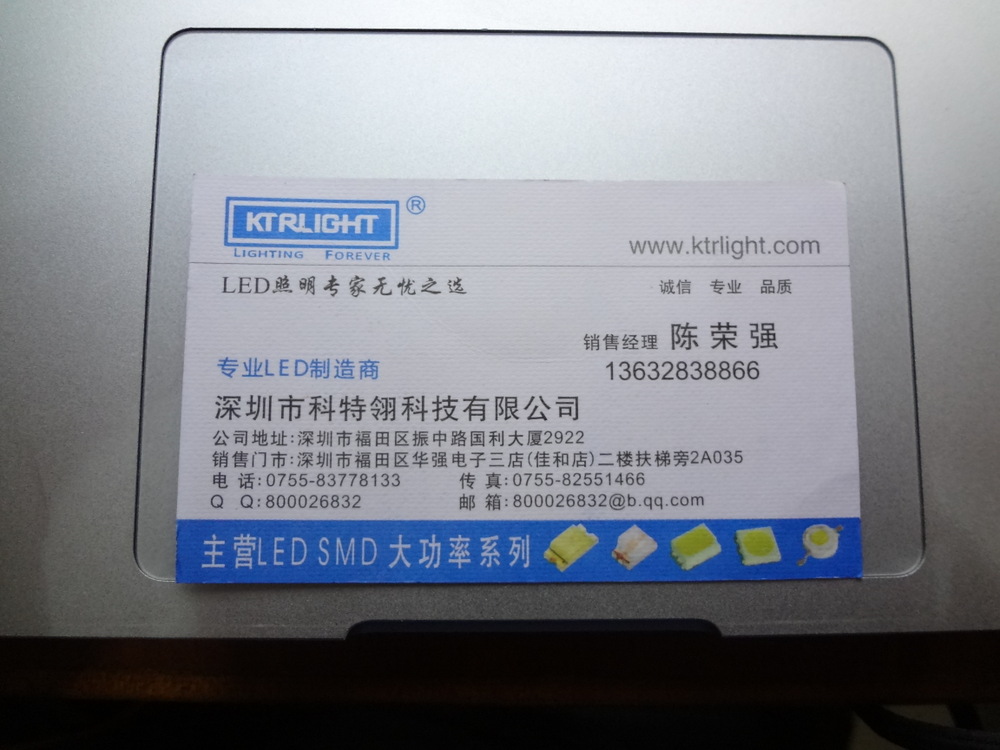 KTRLIGHT®
LIGHTING FOREVER
www.ktrlight.com
LED照明专家无忧之选
诚信 专业 品质
销售经理 陈荣强
13632838866
专业LED制造商
深圳市科特翎科技有限公司
公司地址:深圳市福田区振中路国利大厦2922
销售门市:深圳市福田区华强电子三店(佳和店)二楼扶梯旁2A035
电 话:0755-83778133 传 真:0755-82551466
Q Q:800026832 邮 箱:800026832@b.qq.com
主营LED SMD 大功率系列